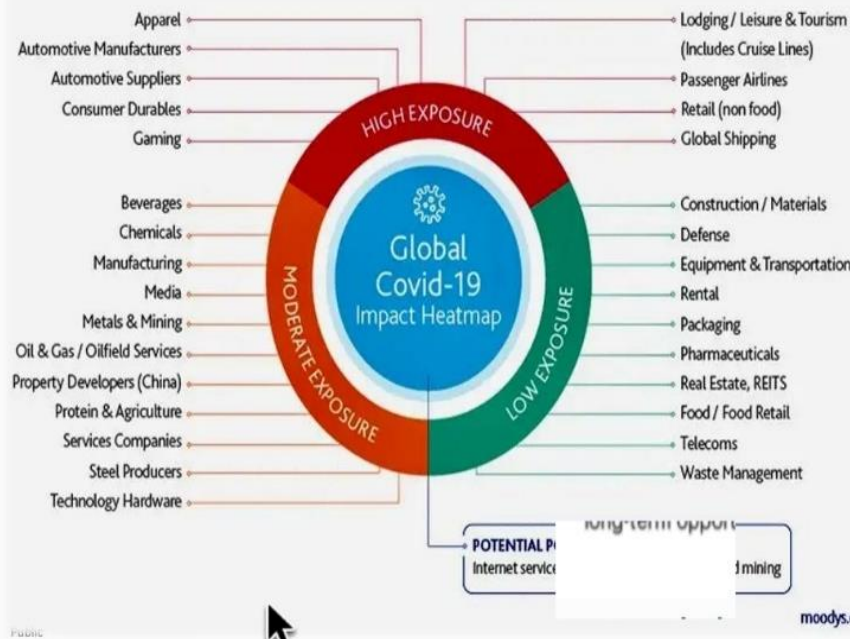 Apparel
Automotive Manufacturers
Automotive Suppliers
Consumer Durables
Gaming
Lodging / Leisure & Tourism
(Includes Cruise Lines)
Passenger Airlines
Retail (non food)
Global Shipping
HIGH EXPOSURE
Beverages
Chemicals
Manufacturing
Media
Metals & Mining
Oil & Gas / Oilfield Services
Property Developers (China)
Protein & Agriculture
Services Companies
Steel Producers
Technology Hardware
MODERATE EXPOSURE
Global
Covid-19
Impact Heatmap
LOW EXPOSURE
Construction / Materials
Defense
Equipment & Transportation
Rental
Packaging
Pharmaceuticals
Real Estate, REITS
Food / Food Retail
Telecoms
Waste Management
long-term
POTENTIAL
Internet service
mining
moodys.
Public